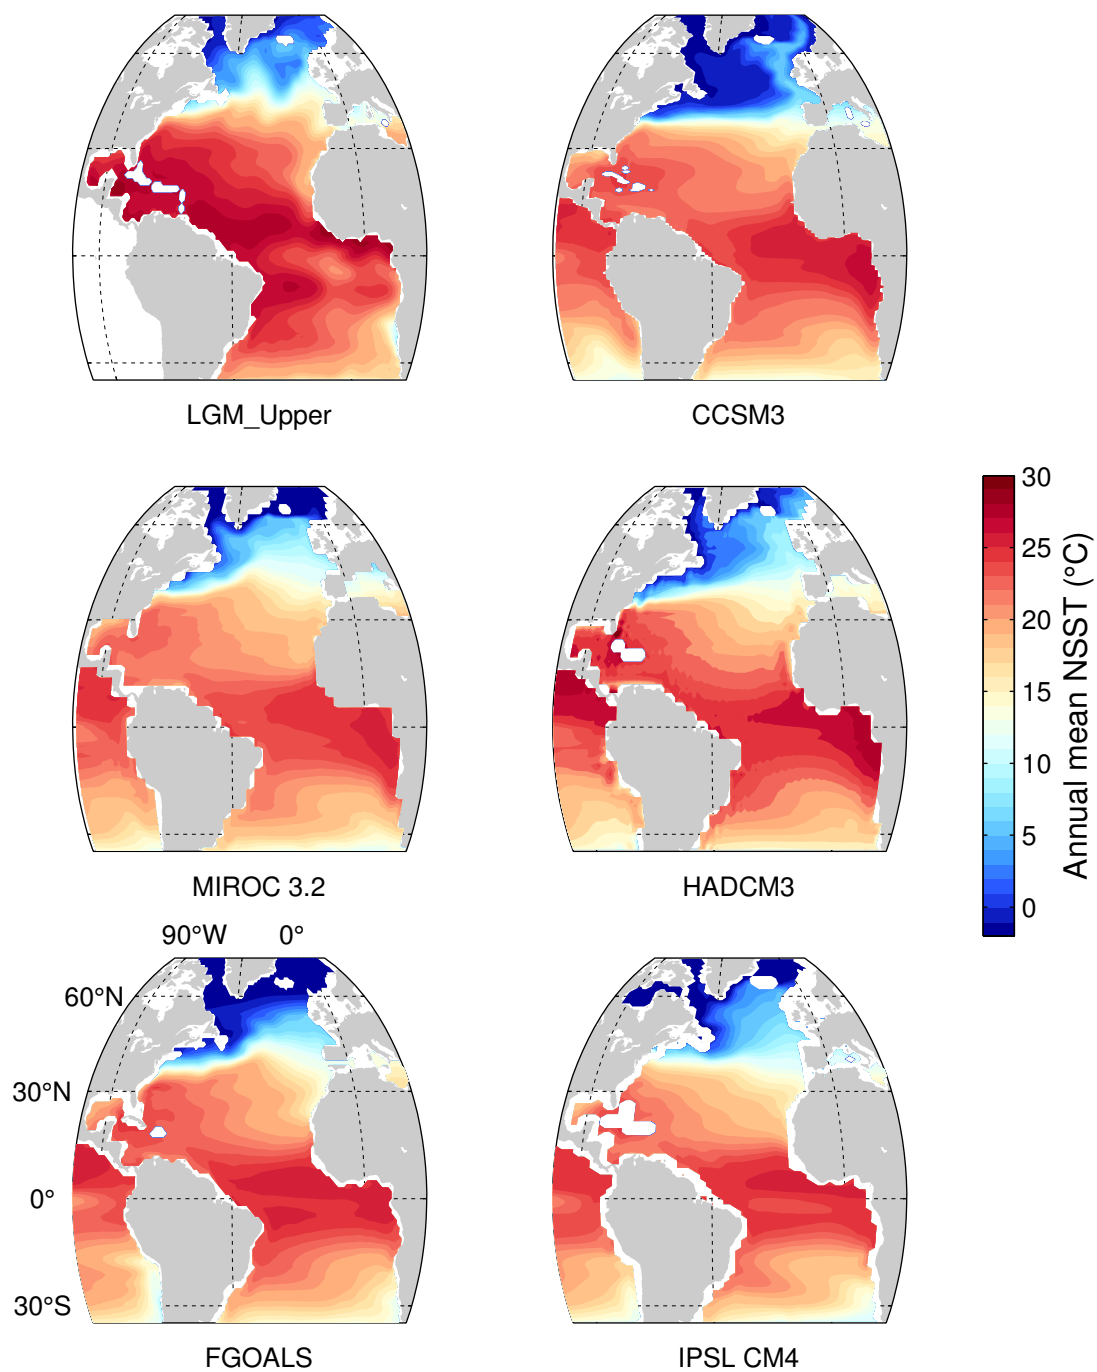 LGM_Upper
CCSM3
MIROC 3.2
HADCM3
30
25
20
15
10
5
0
Annual mean NSST (°C)
90°W 0°
60°N
30°N
0°
30°S
FGOALS
IPSL CM4